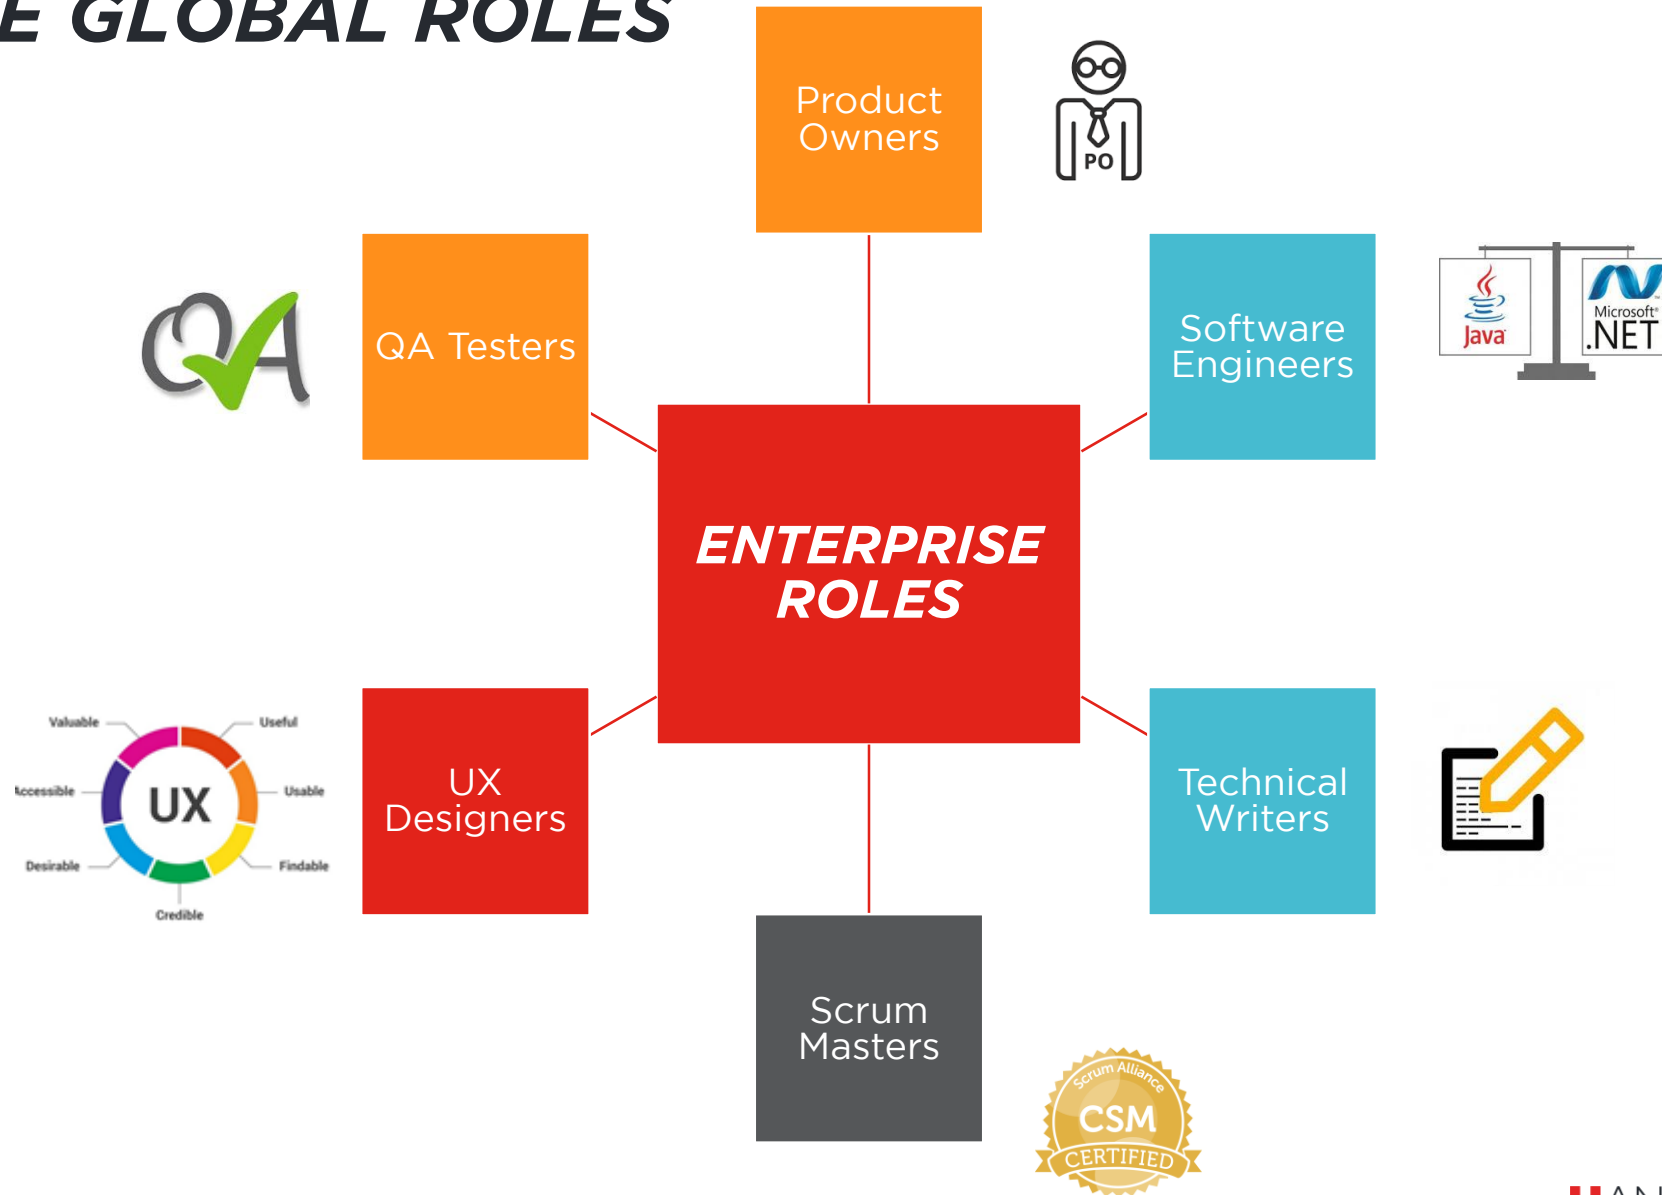 E GLOBAL ROLES
Product
Owners
PO
QA
QA Testers
Software
Engineers
Java
Microsoft®
.NET
ENTERPRISE
ROLES
Valuable
Useful
Accessible
UX
Usable
Desirable
Findable
Credible
UX
Designers
Technical
Writers
Scrum
Masters
Scrum Alliance
CSM
CERTIFIED